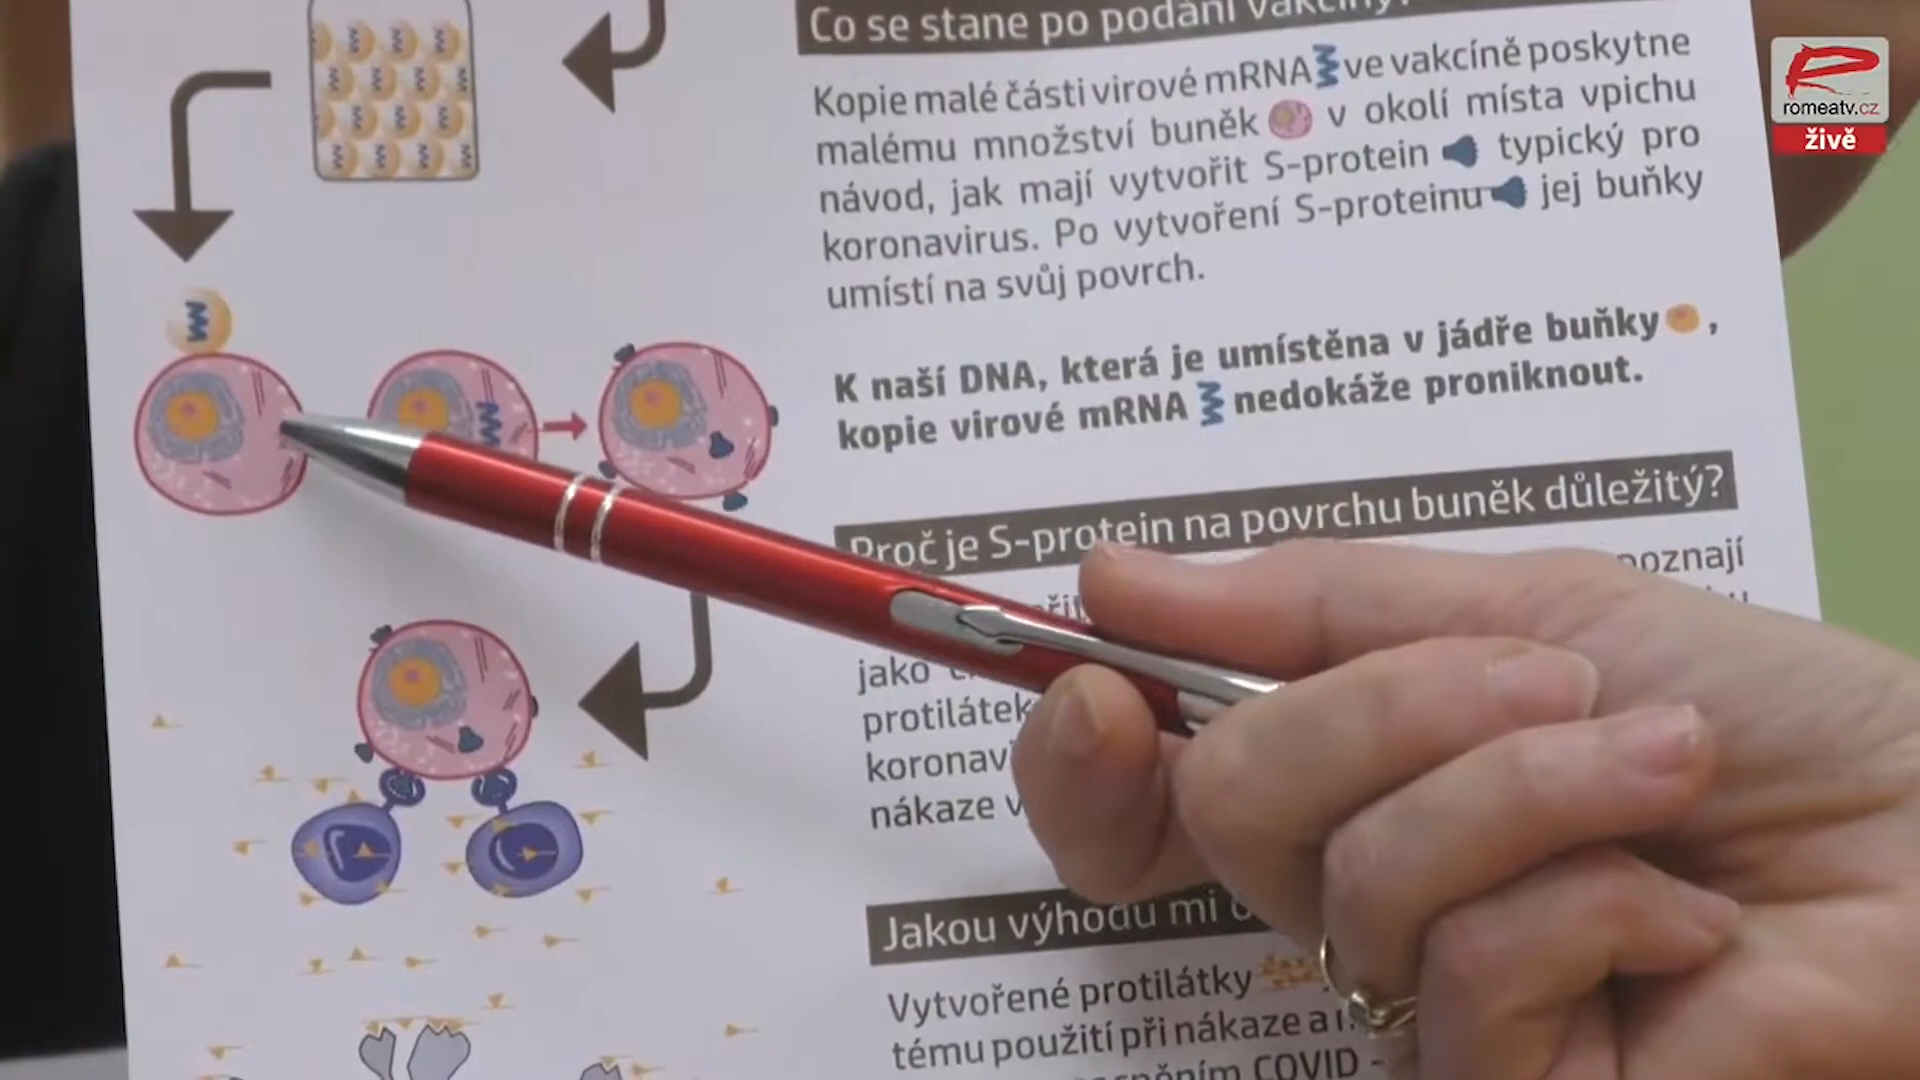 Co se stane po podání vakcíny?
Kopie malé části virové mRNA ve vakcíně poskytne
malému množství buněk v okolí místa vpichu
návod, jak mají vytvořit S-protein typický pro
koronavirus. Po vytvoření S-proteinu jej buňky
umístí na svůj povrch.
K naší DNA, která je umístěna v jádře buňky ,
kopie virové mRNA nedokáže proniknout.
Proč je S-protein na povrchu buněk důležitý?
poznají
jako
protilátek
koronavi
nákaze v
Jakou výhodu mi
Vytvořené protilátky
tému použití při nákaze a
COVID -
romeatv.cz
živě